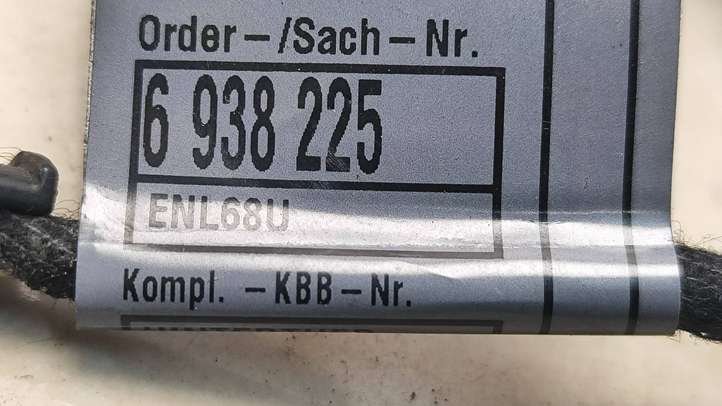 Order-/Sach-Nr.
6 938 225
ENL68U
Kompl. -KBB-Nr.